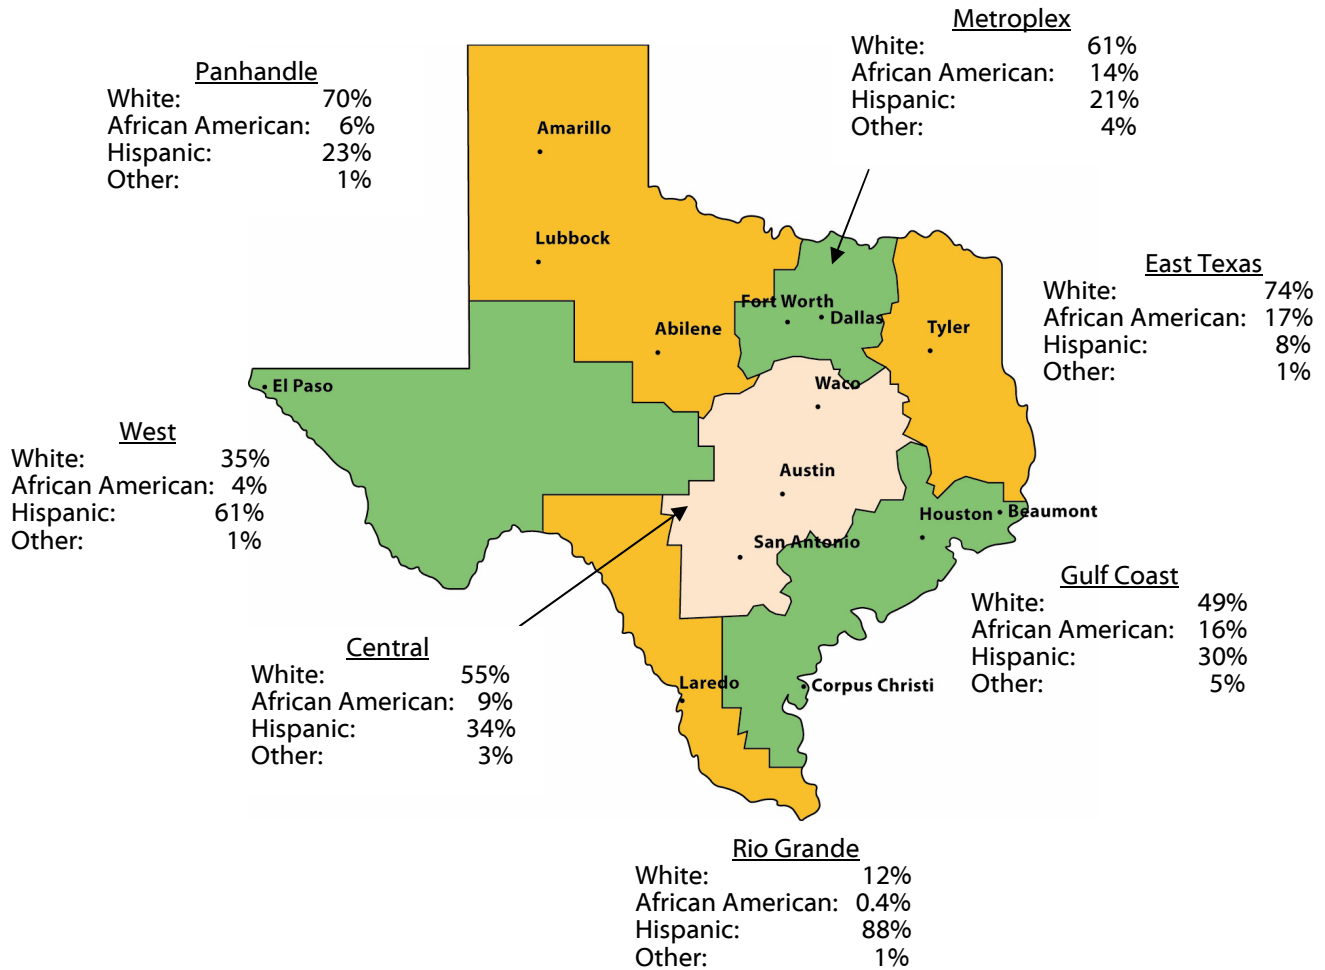 Metroplex
White: 61%
African American: 14%
Hispanic: 21%
Other: 4%
Panhandle
White: 70%
African American: 6%
Hispanic: 23%
Other: 1%
Amarillo
Lubbock
East Texas
White: 74%
African American: 17%
Hispanic: 8%
Other: 1%
Fort Worth
Dallas
Abilene
Tyler
El Paso
Waco
West
White: 35%
African American: 4%
Hispanic: 61%
Other: 1%
Austin
Houston
Beaumont
San Antonio
Gulf Coast
White: 49%
African American: 16%
Hispanic: 30%
Other: 5%
Central
White: 55%
African American: 9%
Hispanic: 34%
Other: 3%
Laredo
Corpus Christi
Rio Grande
White: 12%
African American: 0.4%
Hispanic: 88%
Other: 1%